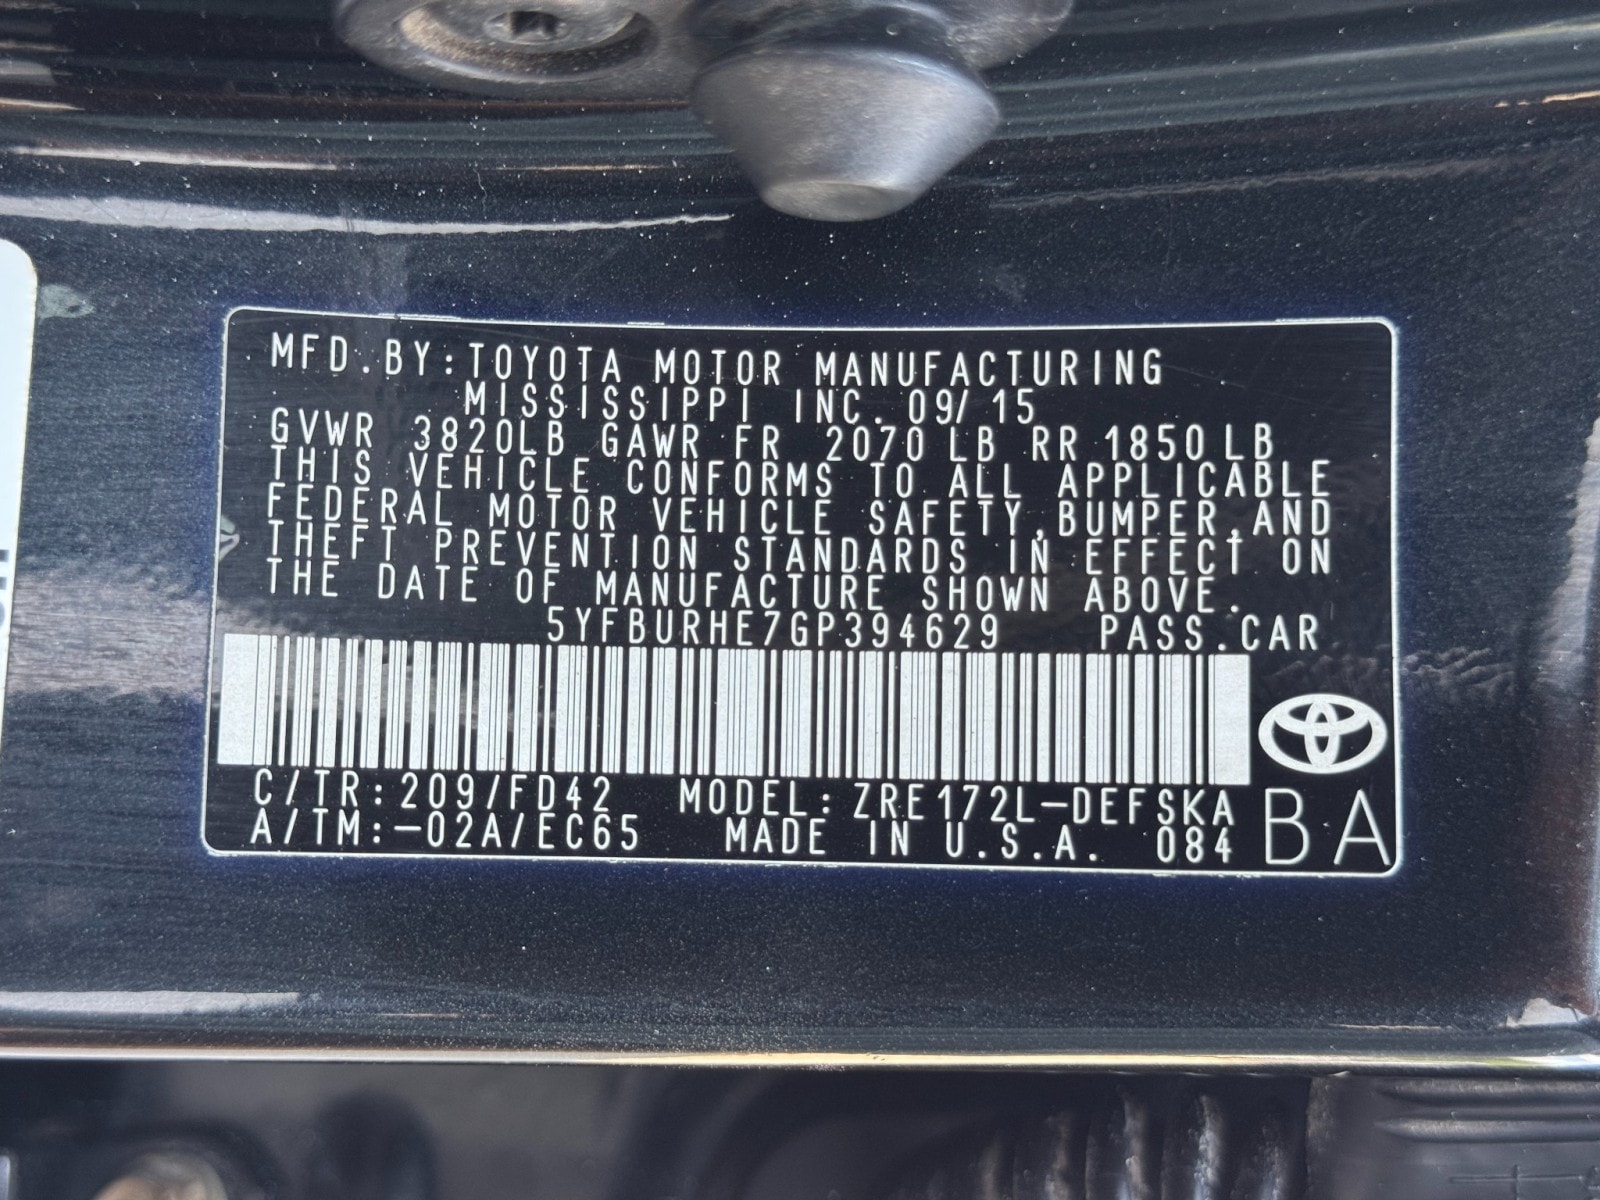 MFD. BY: TOYOTA MOTOR MANUFACTURING
MISSISSIPPI INC. 09/15
GVWR 3820LB GAWR FR 2070 LB RR 1850 LB
THIS VEHICLE CONFORMS TO ALL APPLICABLE
FEDERAL MOTOR VEHICLE SAFETY, BUMPER, AND
THEFT PREVENTION STANDARDS IN EFFECT ON
THE DATE OF MANUFACTURE SHOWN ABOVE.
5YFBURHE7GP394629 PASS. CAR
C/TR: 209/FD42 MODEL: ZRE172L-DEFSKA
A/TM: -02A/EC65 MADE IN U.S.A. 084 BA